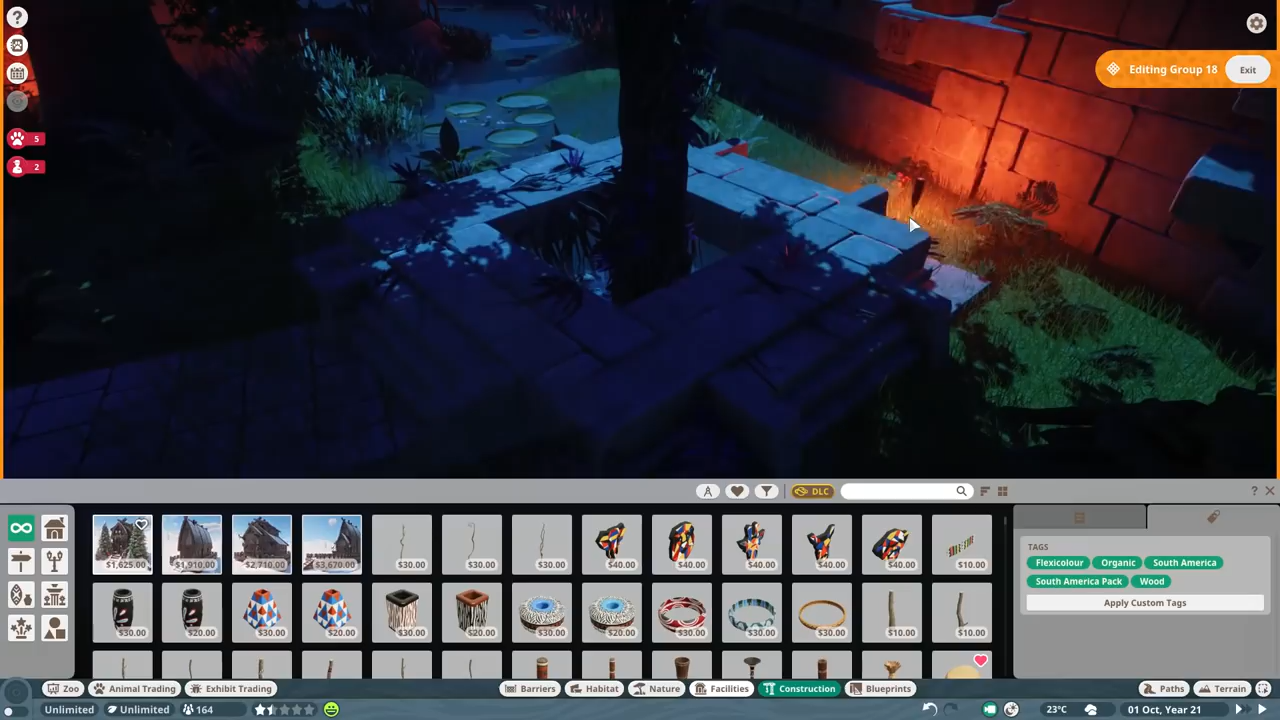 ?
Editing Group 18
Exit
5
2
DLC
?
$1,625.00
$1,910.00
$2,710.00
$3,670.00
$30.00
$30.00
$30.00
$40.00
$40.00
$40.00
$40.00
$40.00
$10.00
TAGS
Flexicolour
Organic
South America
South America Pack
Wood
Apply Custom Tags
$30.00
$20.00
$30.00
$20.00
$30.00
$20.00
$30.00
$20.00
$30.00
$30.00
$30.00
$10.00
$10.00
Zoo
Animal Trading
Exhibit Trading
Barriers
Habitat
Nature
Facilities
Construction
Blueprints
Paths
Terrain
Unlimited
Unlimited
164
23°C
01 Oct, Year 21